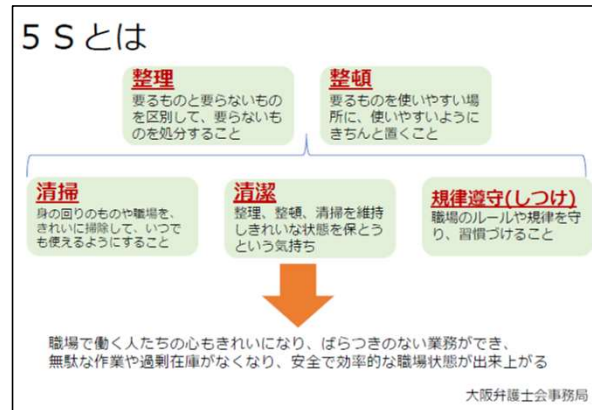 ５Ｓとは
整理
要るものと要らないもの
を区別して、要らないも
のを処分すること
整頓
要るものを使いやすい場
所に、使いやすいように
きちんと置くこと
清掃
身の回りのものや職場を、
きれいに掃除して、いつで
も使えるようにすること
清潔
整理、整頓、清掃を維持
しきれいな状態を保とう
という気持ち
規律遵守(しつけ)
職場のルールや規律を守
り、習慣づけること
職場で働く人たちの心もきれいになり、ばらつきのない業務ができ、
無駄な作業や過剰在庫がなくなり、安全で効率的な職場状態が出来上がる
大阪弁護士会事務局